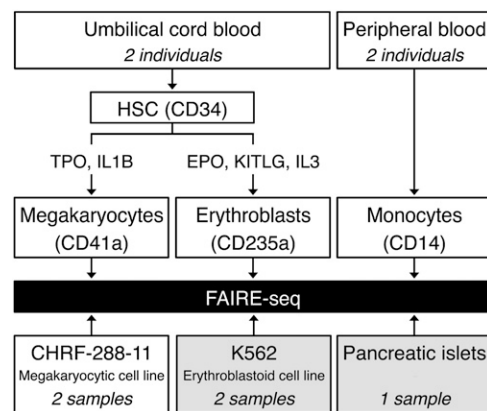 Umbilical cord blood
2 individuals
Peripheral blood
2 individuals
HSC (CD34)
TPO, IL1B
EPO, KITLG, IL3
Megakaryocytes
(CD41a)
Erythroblasts
(CD235a)
Monocytes
(CD14)
FAIRE-seq
CHRF-288-11
Megakaryocytic cell line
2 samples
K562
Erythroblastoid cell line
2 samples
Pancreatic islets
1 sample